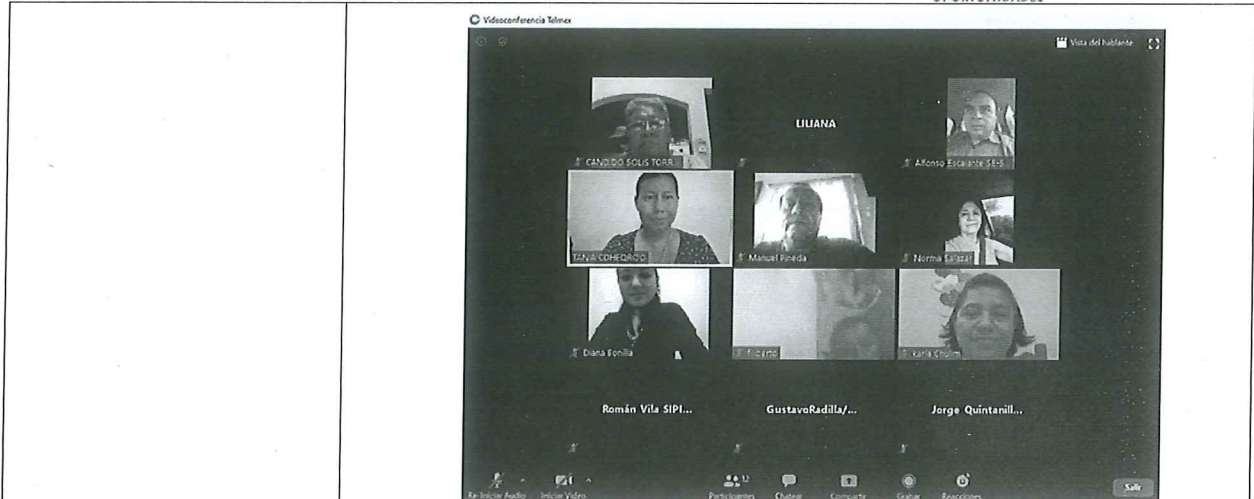 Videoconferencia Telmex
Vista del hablante
CANDIDO SOLIS TORR...
LILIANA
Alfonso Escalante SE-S...
TANIA CDHEQROO
Manuel Pineda
Norma Salazar
Diana Bonilla
filiberto
karla Chulim
Román Vila SIPI...
GustavoRadilla/...
Jorge Quintanill...
Re-Iniciar Audio
Iniciar Video
12
Participantes
Chatear
Compartir
Grabar
Reacciones
Salir